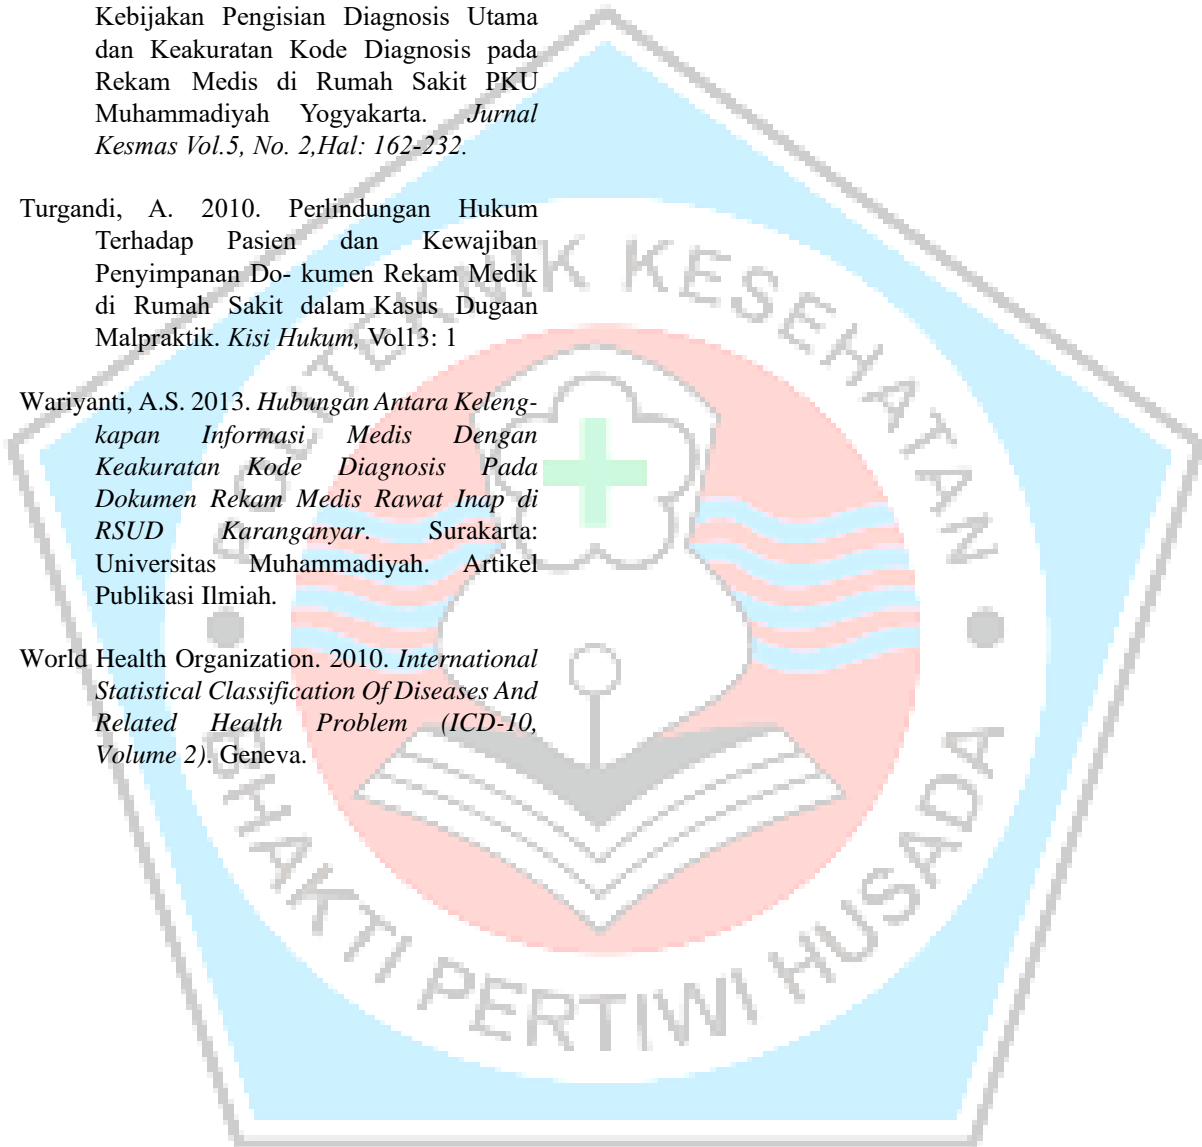 Kebijakan Pengisian Diagnosis Utama
dan Keakuratan Kode Diagnosis pada
Rekam Medis di Rumah Sakit PKU
Muhammadiyah Yogyakarta. Jurnal
Kesmas Vol.5, No. 2,Hal: 162-232.
Turgandi, A. 2010. Perlindungan Hukum
Terhadap Pasien dan Kewajiban
Penyimpanan Do- kumen Rekam Medik
di Rumah Sakit dalam Kasus Dugaan
Malpraktik. Kisi Hukum, Vol13: 1
Wariyanti, A.S. 2013. Hubungan Antara Keleng-
kapan Informasi Medis Dengan
Keakuratan Kode Diagnosis Pada
Dokumen Rekam Medis Rawat Inap di
RSUD Karanganyar. Surakarta:
Universitas Muhammadiyah. Artikel
Publikasi Ilmiah.
World Health Organization. 2010. International
Statistical Classification Of Diseases And
Related Health Problem (ICD-10,
Volume 2). Geneva.
POLITEKNIK KESEHATAN
BHAKTI PERTIWI HUSADA